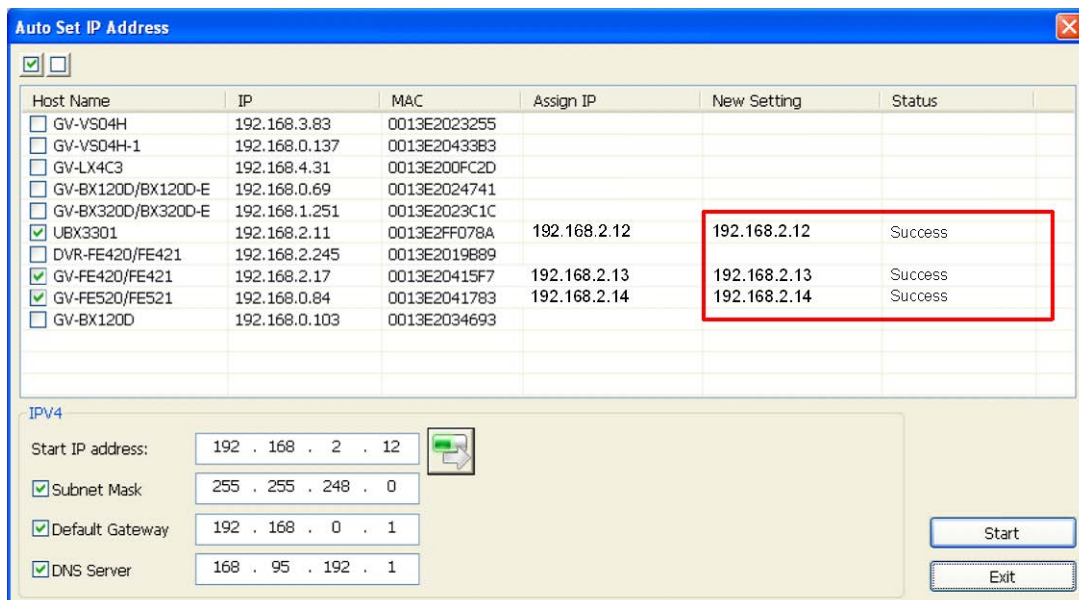 Auto Set IP Address
Host Name IP MAC Assign IP New Setting Status
GV-VS04H 192.168.3.83 0013E2023255
GV-VS04H-1 192.168.0.137 0013E20433B3
GV-LX4C3 192.168.4.31 0013E200FC2D
GV-BX120D/BX120D-E 192.168.0.69 0013E2024741
GV-BX320D/BX320D-E 192.168.1.251 0013E2023C1C
UBX3301 192.168.2.11 0013E2FF078A 192.168.2.12 192.168.2.12 Success
DVR-FE420/FE421 192.168.2.245 0013E2019B89
GV-FE420/FE421 192.168.2.17 0013E20415F7 192.168.2.13 192.168.2.13 Success
GV-FE520/FE521 192.168.0.84 0013E2041783 192.168.2.14 192.168.2.14 Success
GV-BX120D 192.168.0.103 0013E2034693
IPV4
Start IP address: 192 . 168 . 2 . 12
Subnet Mask 255 . 255 . 248 . 0
Default Gateway 192 . 168 . 0 . 1
DNS Server 168 . 95 . 192 . 1
Start
Exit